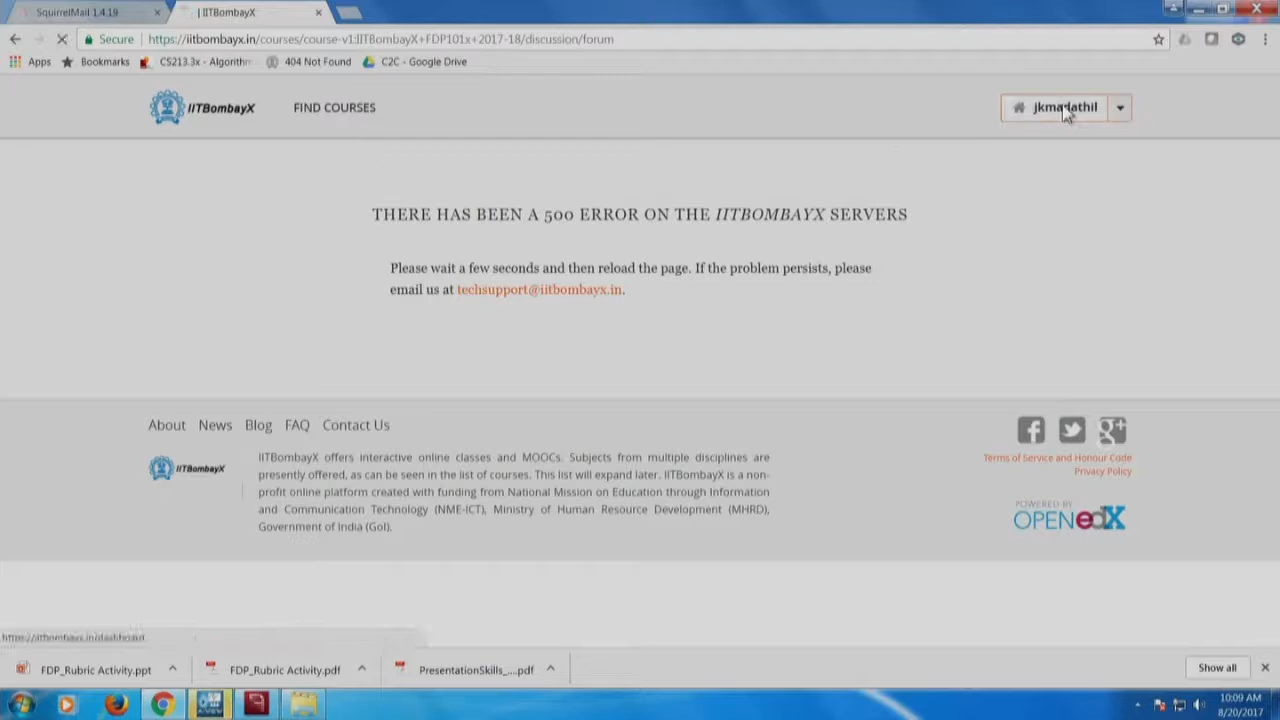 SquirrelMail 1.4.19
| IITBombayX
Secure https://iitbombayx.in/courses/course-v1:IITBombayX+FDP101x+2017-18/discussion/forum
Apps Bookmarks CS213.3x - Algorithm 404 Not Found C2C - Google Drive
IITBombayX FIND COURSES jkmadathil
THERE HAS BEEN A 500 ERROR ON THE IITBOMBAYX SERVERS
Please wait a few seconds and then reload the page. If the problem persists, please
email us at techsupport@iitbombayx.in.
About News Blog FAQ Contact Us
IITBombayX
IITBombayX offers interactive online classes and MOOCs. Subjects from multiple disciplines are
presently offered, as can be seen in the list of courses. This list will expand later. IITBombayX is a non-
profit online platform created with funding from National Mission on Education through Information
and Communication Technology (NME-ICT), Ministry of Human Resource Development (MHRD),
Government of India (GoI).
g+
Terms of Service and Honour Code
Privacy Policy
POWERED BY
OPENedX
https://iitbombayx.in/dashboard
FDP_Rubric Activity.ppt FDP_Rubric Activity.pdf PresentationSkills_....pdf Show all
10:09 AM
8/20/2017